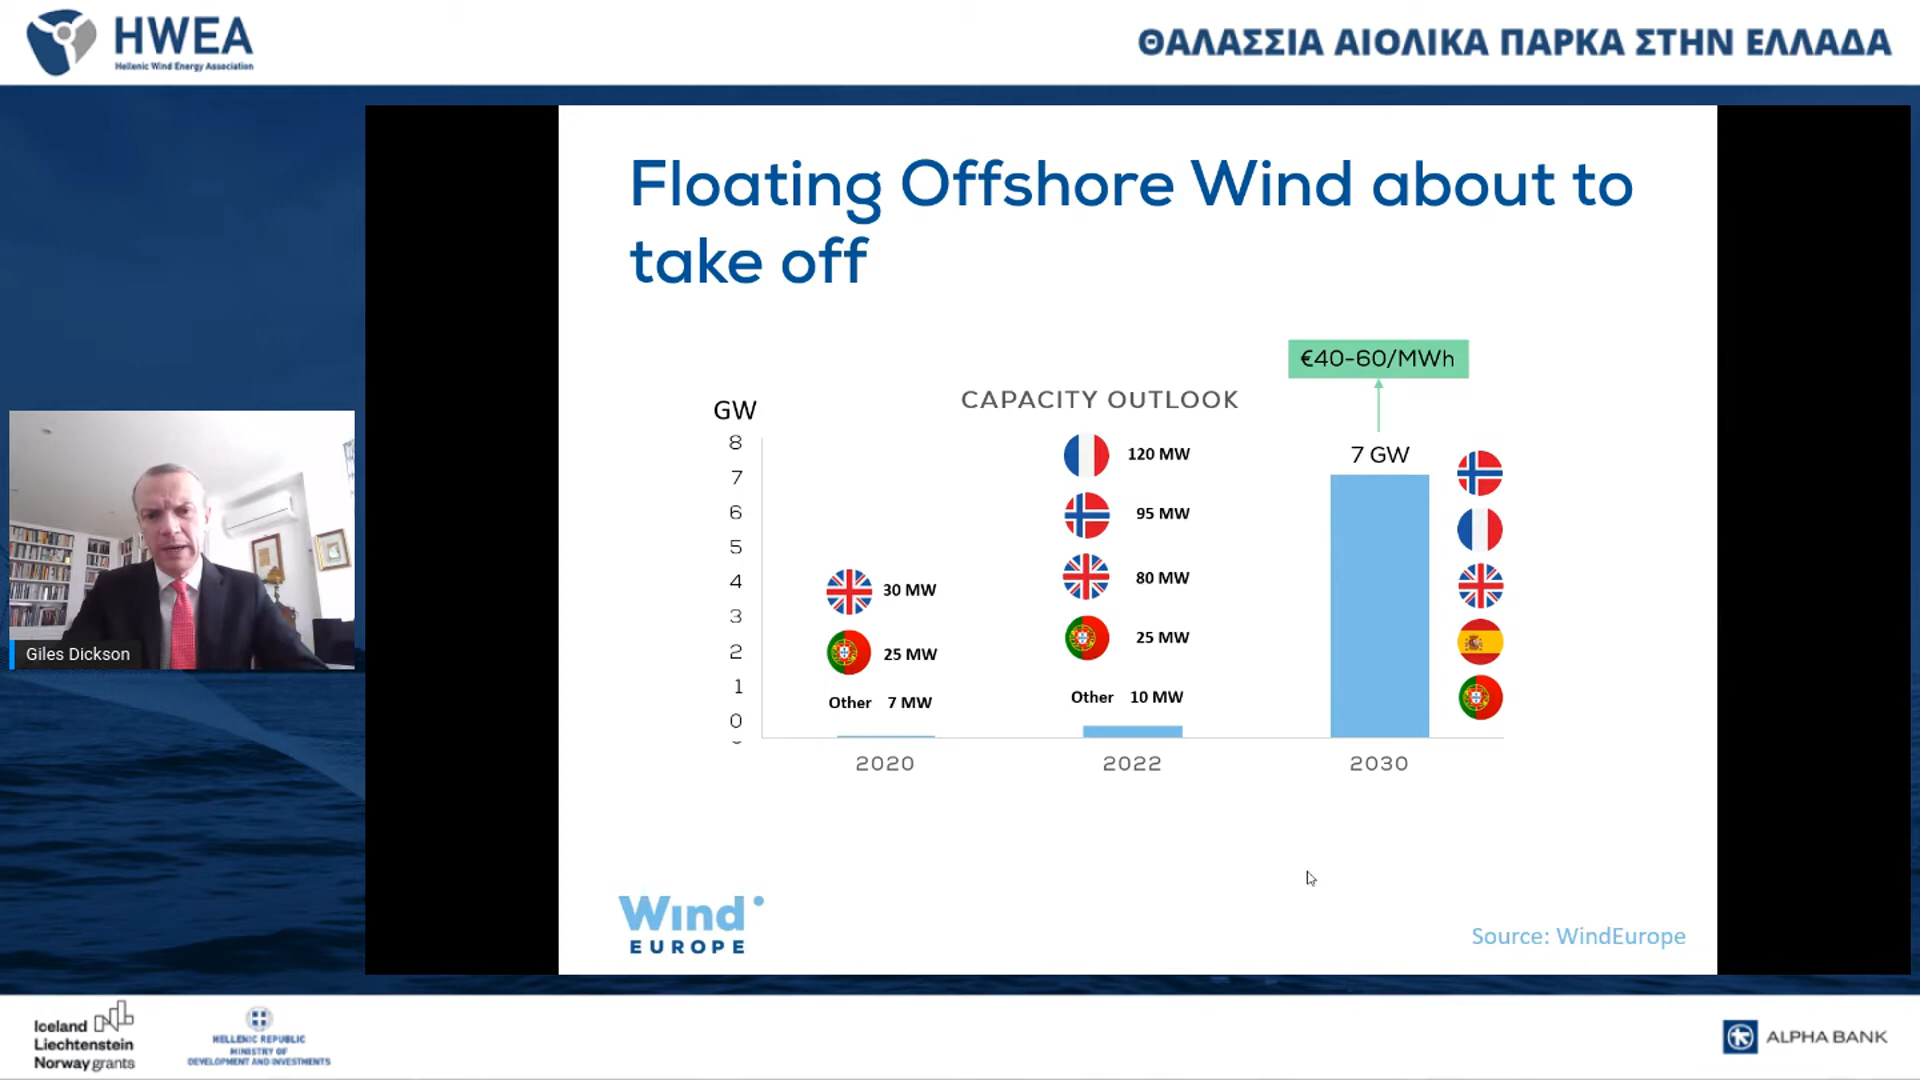 HWEA
Hellenic Wind Energy Association
ΘΑΛΑΣΣΙΑ ΑΙΟΛΙΚΑ ΠΑΡΚΑ ΣΤΗΝ ΕΛΛΑΔΑ
Floating Offshore Wind about to
take off
€40-60/MWh
CAPACITY OUTLOOK
GW
8
7
6
5
4
3
2
1
0
30 MW
25 MW
Other 7 MW
120 MW
95 MW
80 MW
25 MW
Other 10 MW
7 GW
2020
2022
2030
Giles Dickson
Wind
EUROPE
Source: WindEurope
Iceland
Liechtenstein
Norway grants
HELLENIC REPUBLIC
MINISTRY OF
DEVELOPMENT AND INVESTMENTS
ALPHA BANK